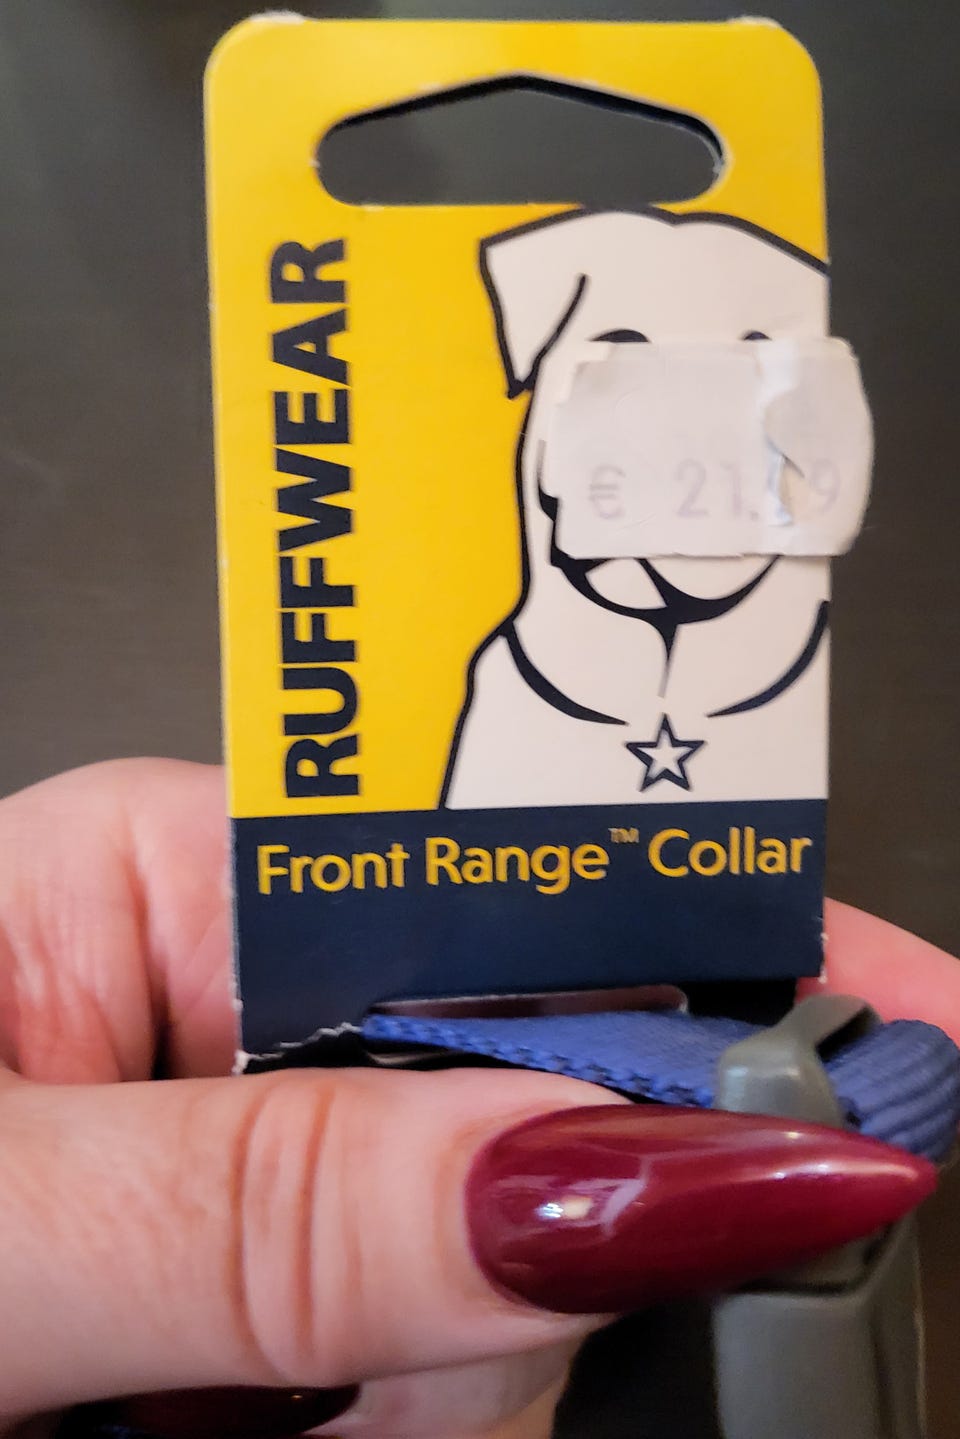 RUFFWEAR
€
Front Range™ Collar